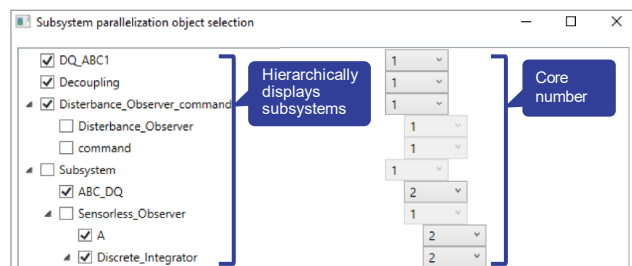 Subsystem parallelization object selection
DQ_ABC1 1
Decoupling 1
Disterbance_Observer_command 1
Disterbance_Observer 1
command 1
Subsystem 1
ABC_DQ 2
Sensorless_Observer 1
A 2
Discrete_Integrator 2
Hierarchically
displays
subsystems
Core
number